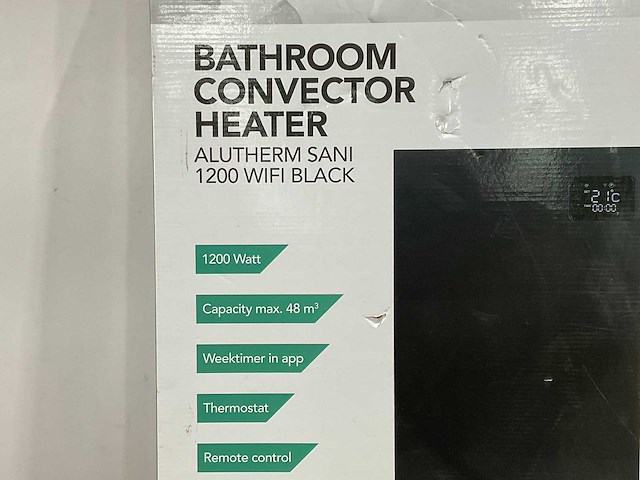 BATHROOM
CONVECTOR
HEATER
ALUTHERM SANI
1200 WIFI BLACK
21°C
00:00
1200 Watt
Capacity max. 48 m³
Weektimer in app
Thermostat
Remote control